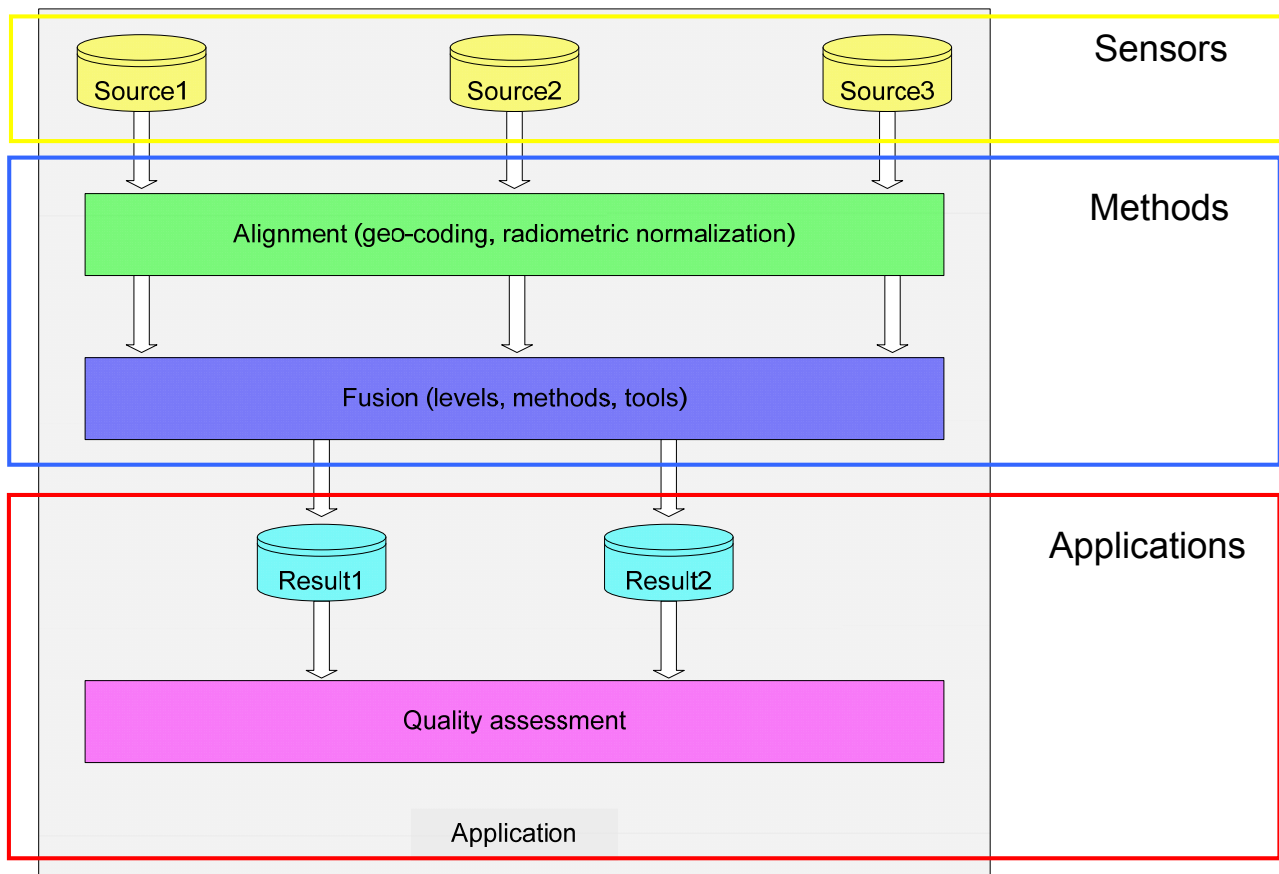 Sensors
Source1
Source2
Source3
Methods
Alignment (geo-coding, radiometric normalization)
Fusion (levels, methods, tools)
Applications
Result1
Result2
Quality assessment
Application